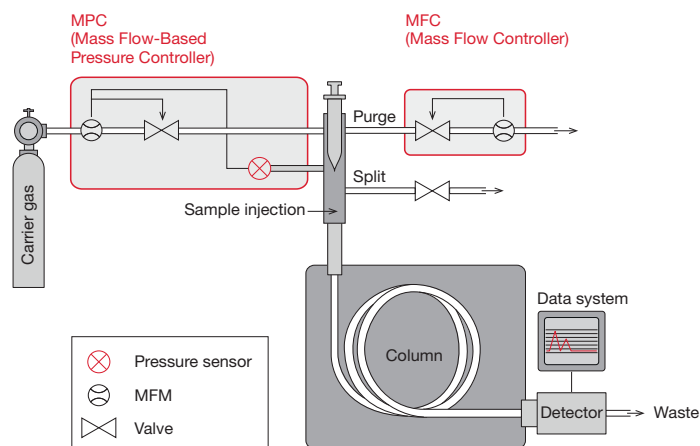 MPC
(Mass Flow-Based
Pressure Controller)
MFC
(Mass Flow Controller)
Purge
Split
Sample injection
Carrier gas
Column
Data system
Detector
Waste
Pressure sensor
MFM
Valve